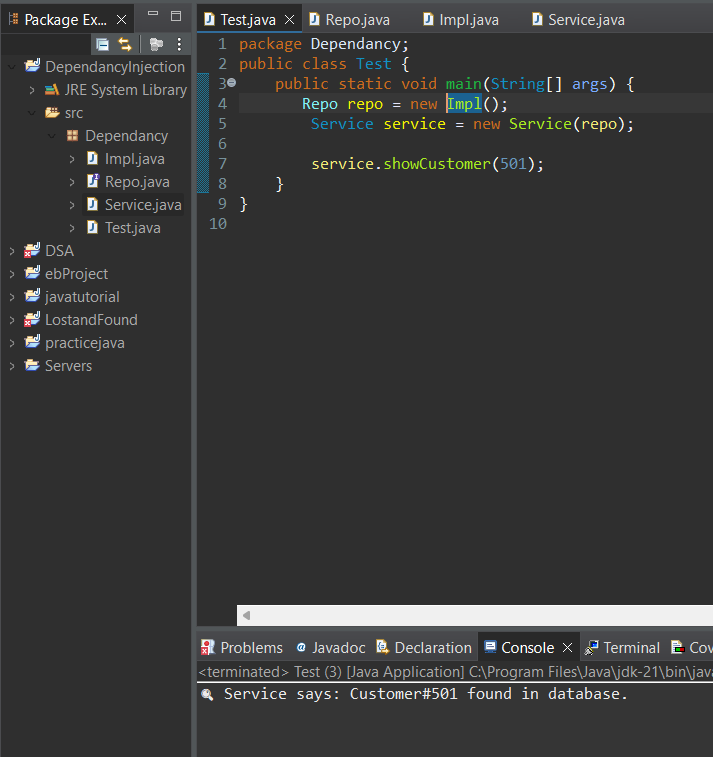 Package Ex...
DependancyInjection
JRE System Library
src
Dependancy
Impl.java
Repo.java
Service.java
Test.java
DSA
ebProject
javatutorial
LostandFound
practicejava
Servers
Test.java Repo.java Impl.java Service.java
1 package Dependancy;
2 public class Test {
3 public static void main(String[] args) {
4 Repo repo = new Impl();
5 Service service = new Service(repo);
6
7 service.showCustomer(501);
8 }
9 }
10
Problems Javadoc Declaration Console Terminal Cov
<terminated> Test (3) [Java Application] C:\Program Files\Java\jdk-21\bin\java
Service says: Customer#501 found in database.